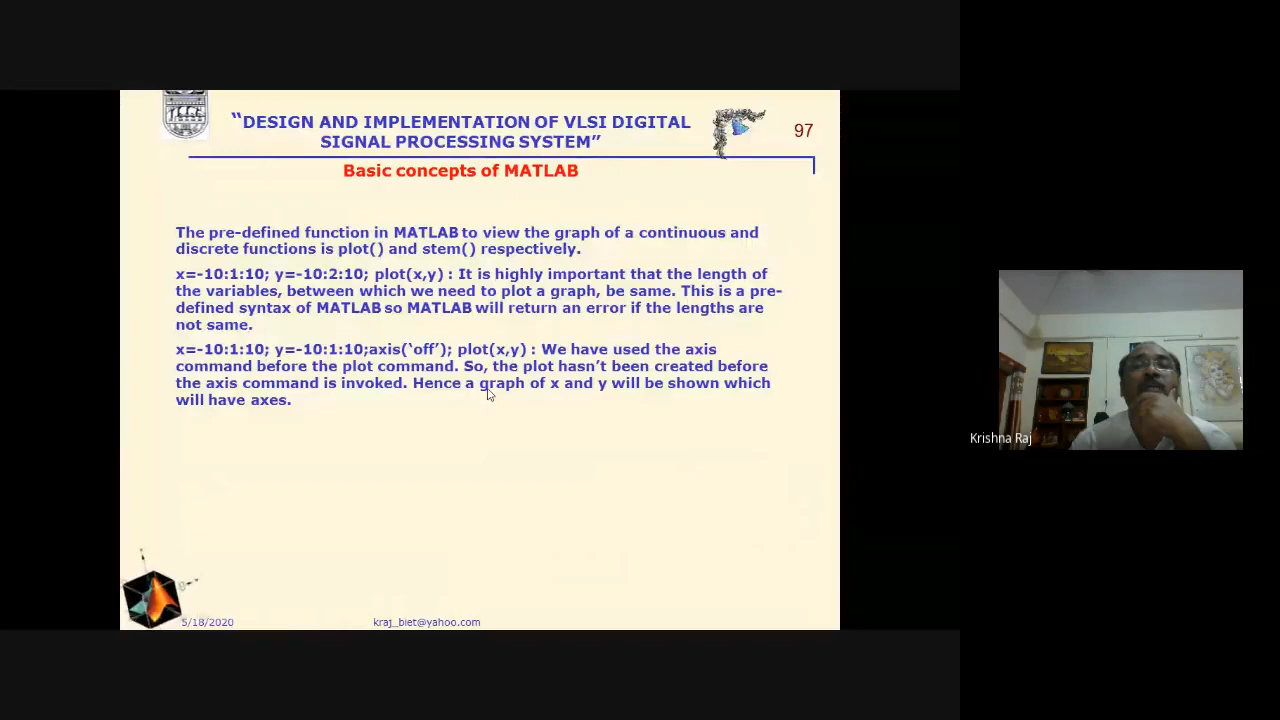 “DESIGN AND IMPLEMENTATION OF VLSI DIGITAL
SIGNAL PROCESSING SYSTEM”
97
Basic concepts of MATLAB
The pre-defined function in MATLAB to view the graph of a continuous and
discrete functions is plot() and stem() respectively.
x=-10:1:10; y=-10:2:10; plot(x,y) : It is highly important that the length of
the variables, between which we need to plot a graph, be same. This is a pre-
defined syntax of MATLAB so MATLAB will return an error if the lengths are
not same.
x=-10:1:10; y=-10:1:10;axis(‘off’); plot(x,y) : We have used the axis
command before the plot command. So, the plot hasn’t been created before
the axis command is invoked. Hence a graph of x and y will be shown which
will have axes.
5/18/2020
kraj_biet@yahoo.com
Krishna Raj